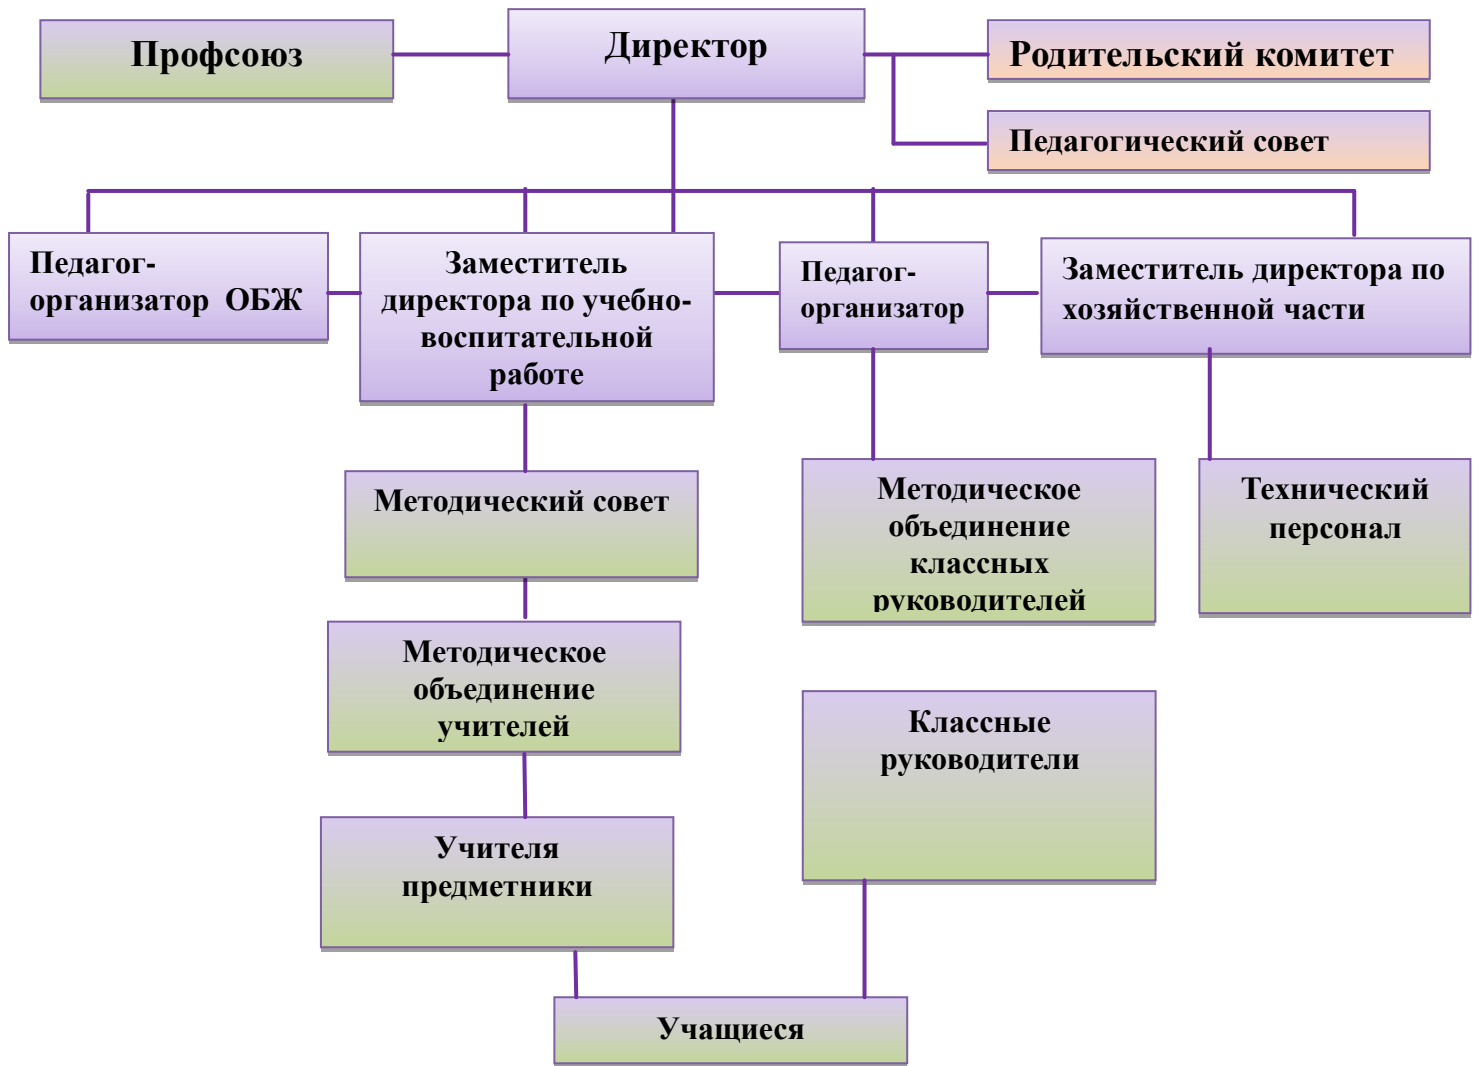 Профсоюз
Директор
Родительский комитет
Педагогический совет
Педагог-
организатор ОБЖ
Заместитель
директора по учебно-
воспитательной
работе
Педагог-
организатор
Заместитель директора по
хозяйственной части
Методический совет
Методическое
объединение
классных
руководителей
Технический
персонал
Методическое
объединение
учителей
Классные
руководители
Учителя
предметники
Учащиеся